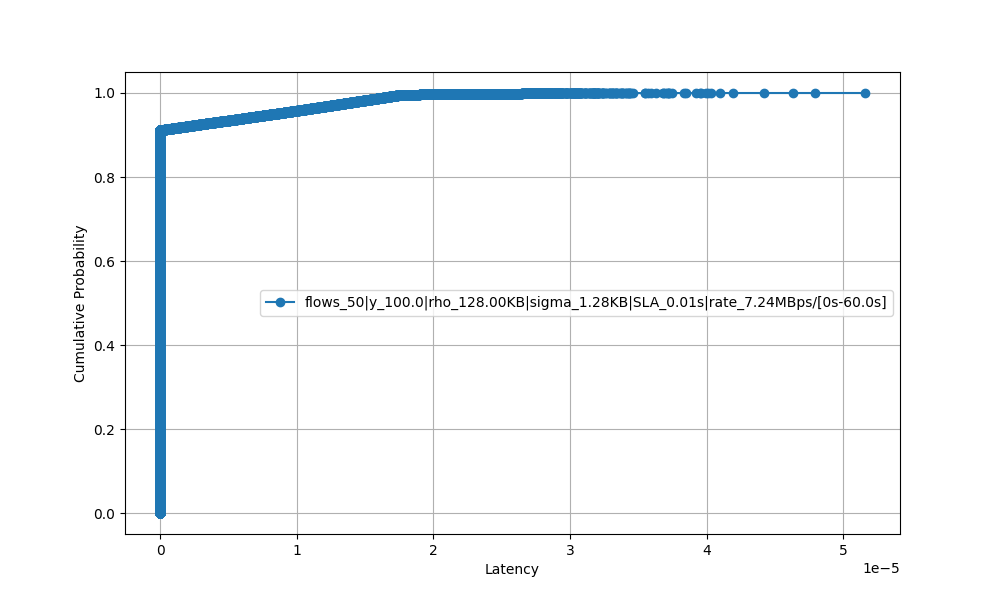 1.0
0.8
0.6
0.4
0.2
0.0
Cumulative Probability
flows_50|y_100.0|rho_128.00KB|sigma_1.28KB|SLA_0.01s|rate_7.24MBps/[0s-60.0s]
0 1 2 3 4 5
1e−5
Latency